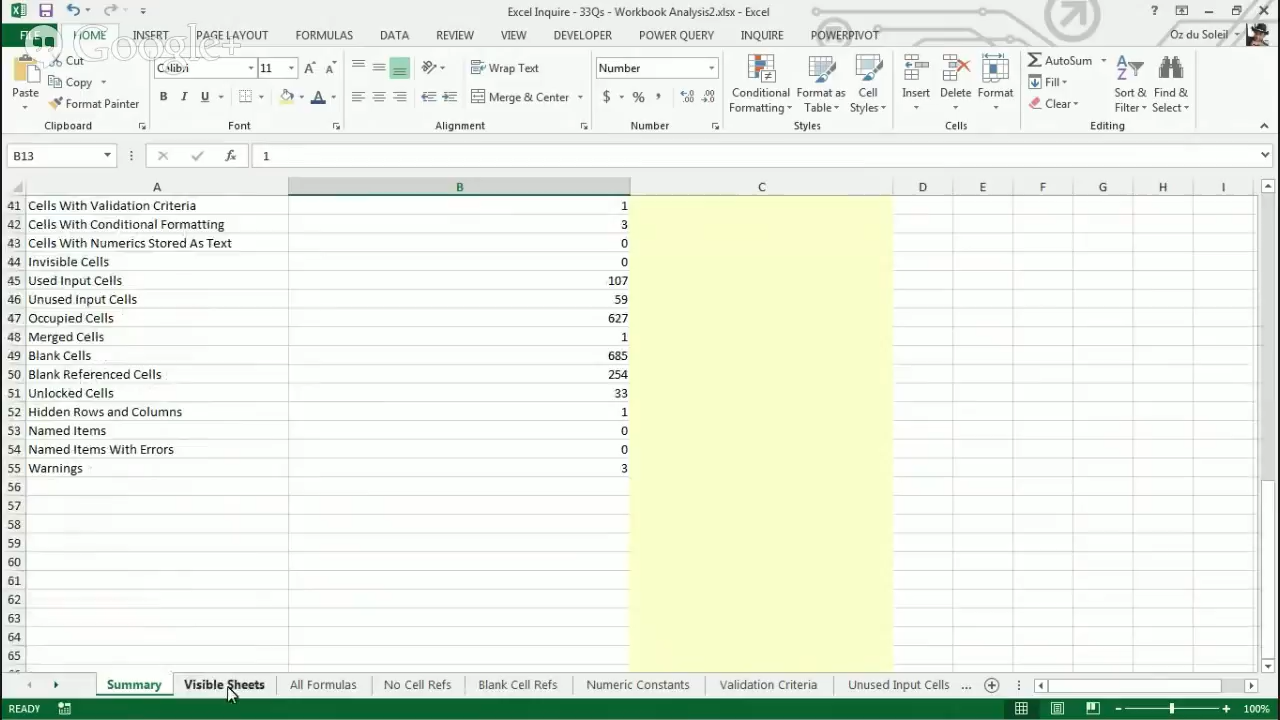 Excel Inquire - 33Qs - Workbook Analysis2.xlsx - Excel
?
FILE HOME INSERT PAGE LAYOUT FORMULAS DATA REVIEW VIEW DEVELOPER POWER QUERY INQUIRE POWERPIVOT Oz du Soleil
Google+
Paste
Cut
Copy
Format Painter
Clipboard
Calibri 11
B I U
Font
Wrap Text
Merge & Center
Alignment
Number
$ % ,
Number
Conditional Formatting
Format as Table
Cell Styles
Styles
Insert
Delete
Format
Cells
AutoSum
Fill
Clear
Sort & Filter
Find & Select
Editing
B13 fx 1
A B C D E F G H I
41 Cells With Validation Criteria 1
42 Cells With Conditional Formatting 3
43 Cells With Numerics Stored As Text 0
44 Invisible Cells 0
45 Used Input Cells 107
46 Unused Input Cells 59
47 Occupied Cells 627
48 Merged Cells 1
49 Blank Cells 685
50 Blank Referenced Cells 254
51 Unlocked Cells 33
52 Hidden Rows and Columns 1
53 Named Items 0
54 Named Items With Errors 0
55 Warnings 3
56
57
58
59
60
61
62
63
64
65
Summary Visible Sheets All Formulas No Cell Refs Blank Cell Refs Numeric Constants Validation Criteria Unused Input Cells ...
READY 100%